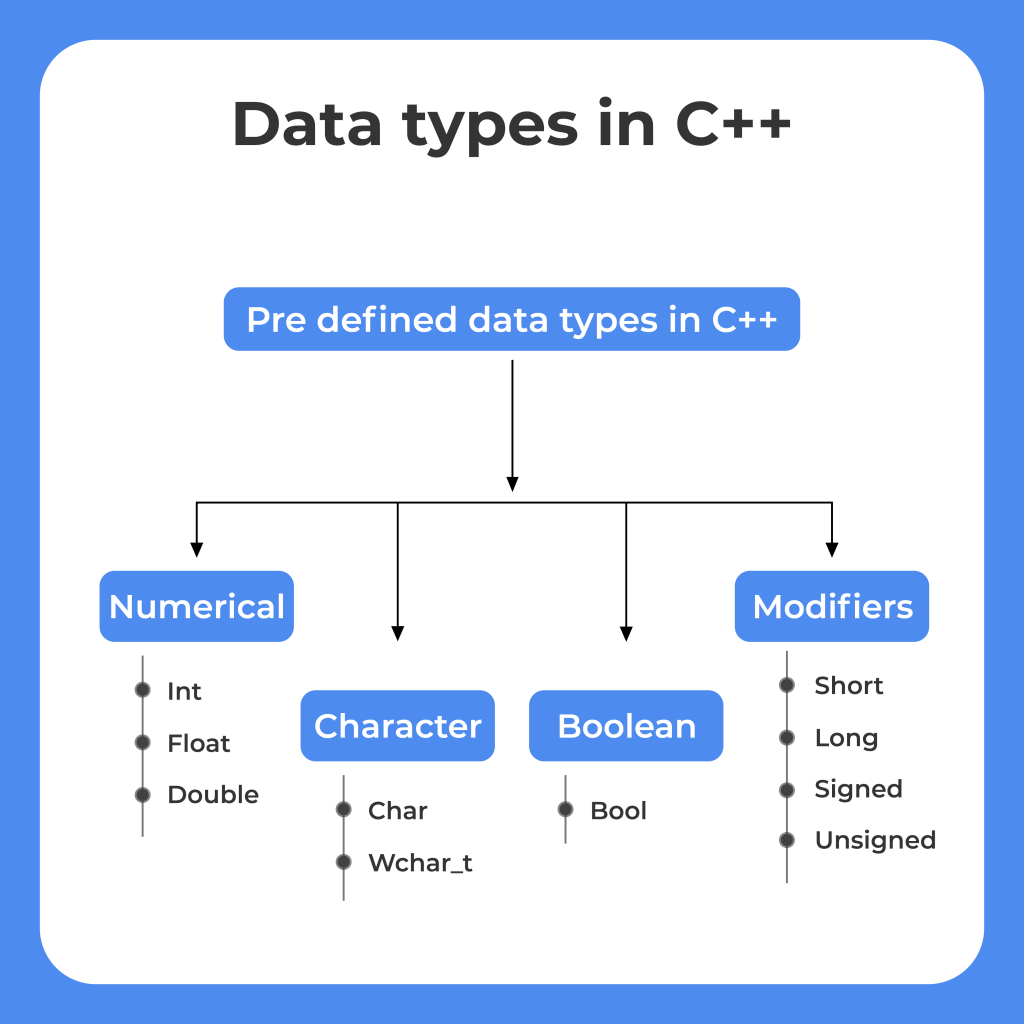 Data types in C++
Pre defined data types in C++
Numerical
Int
Float
Double
Character
Char
Wchar_t
Boolean
Bool
Modifiers
Short
Long
Signed
Unsigned